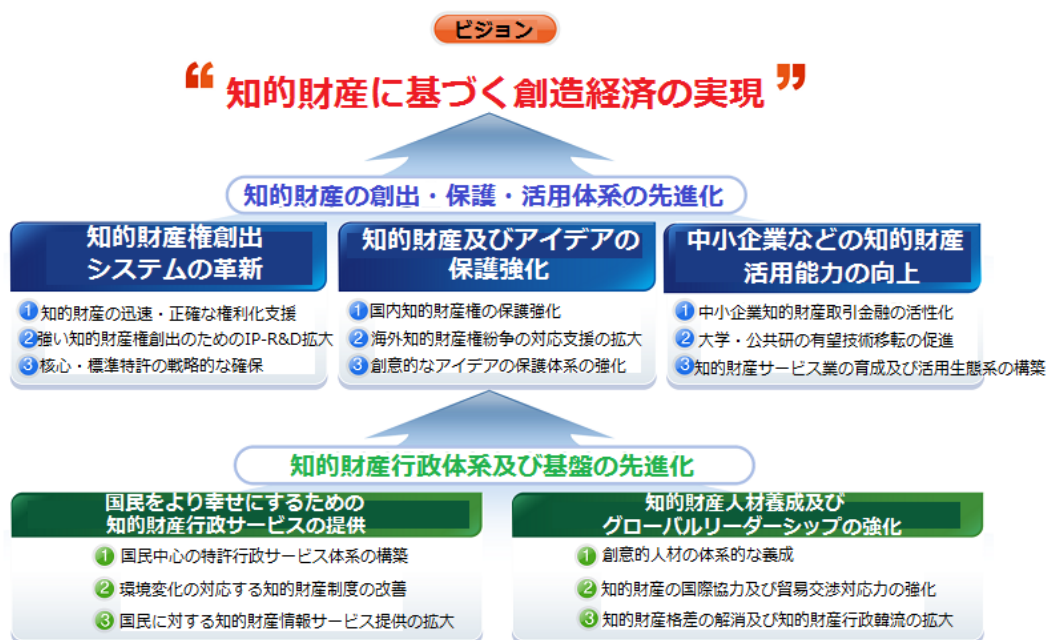 ビジョン
“ 知的財産に基づく創造経済の実現 ”
知的財産の創出・保護・活用体系の先進化
知的財産権創出
システムの革新
1 知的財産の迅速・正確な権利化支援
2 強い知的財産権創出のためのIP-R&D拡大
3 核心・標準特許の戦略的な確保
知的財産及びアイデアの
保護強化
1 国内知的財産権の保護強化
2 海外知的財産権紛争の対応支援の拡大
3 創意的なアイデアの保護体系の強化
中小企業などの知的財産
活用能力の向上
1 中小企業知的財産取引金融の活性化
2 大学・公共研の有望技術移転の促進
3 知的財産サービス業の育成及び活用生態系の構築
知的財産行政体系及び基盤の先進化
国民をより幸せにするための
知的財産行政サービスの提供
1 国民中心の特許行政サービス体系の構築
2 環境変化の対応する知的財産制度の改善
3 国民に対する知的財産情報サービス提供の拡大
知的財産人材養成及び
グローバルリーダーシップの強化
1 創意的人材の体系的な義成
2 知的財産の国際協力及び貿易交渉対応力の強化
3 知的財産格差の解消及び知的財産行政韓流の拡大